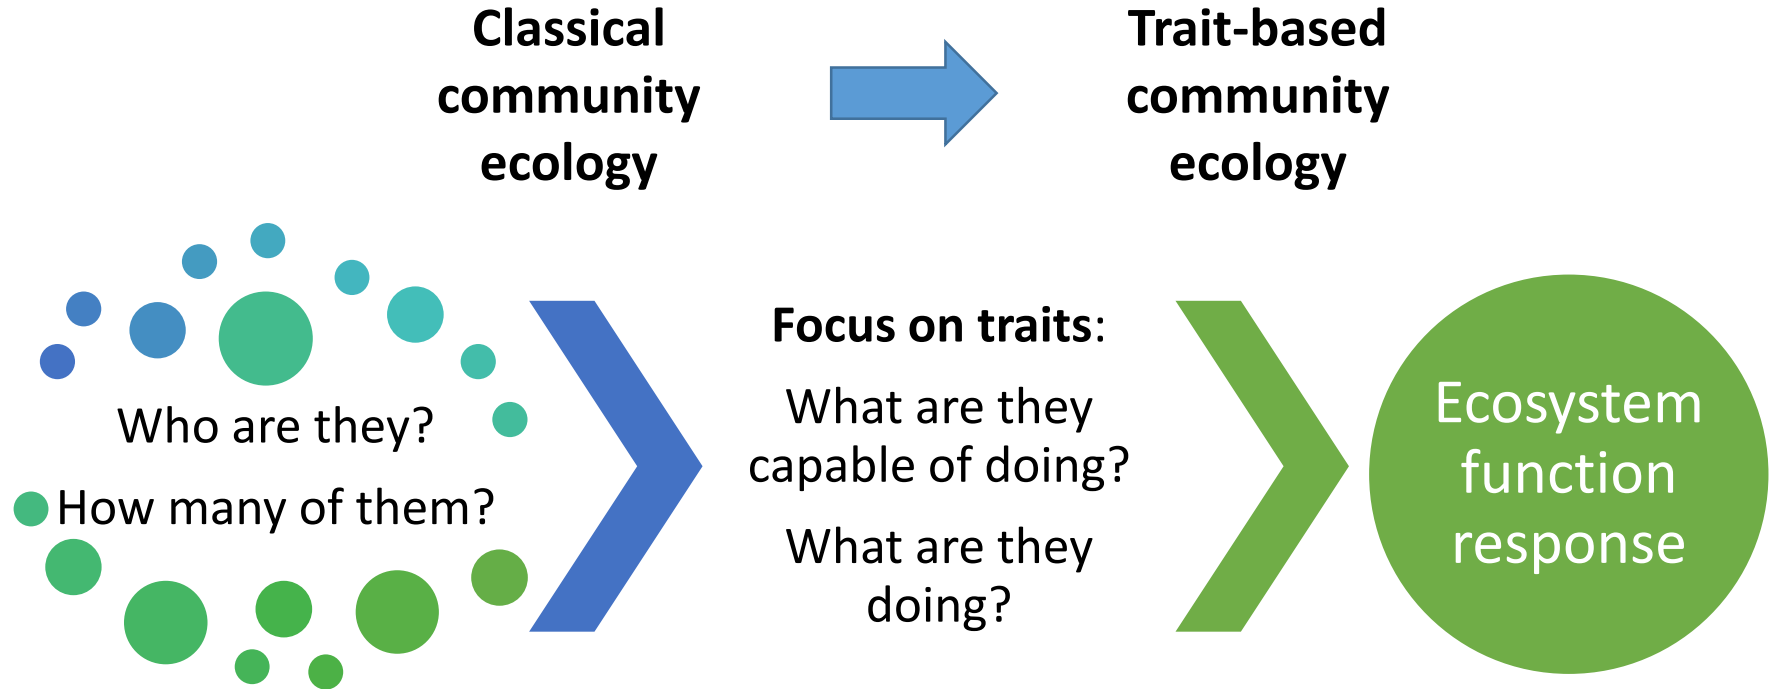 Classical
community
ecology
Trait-based
community
ecology
Who are they?
How many of them?
Focus on traits:
What are they
capable of doing?
What are they
doing?
Ecosystem
function
response